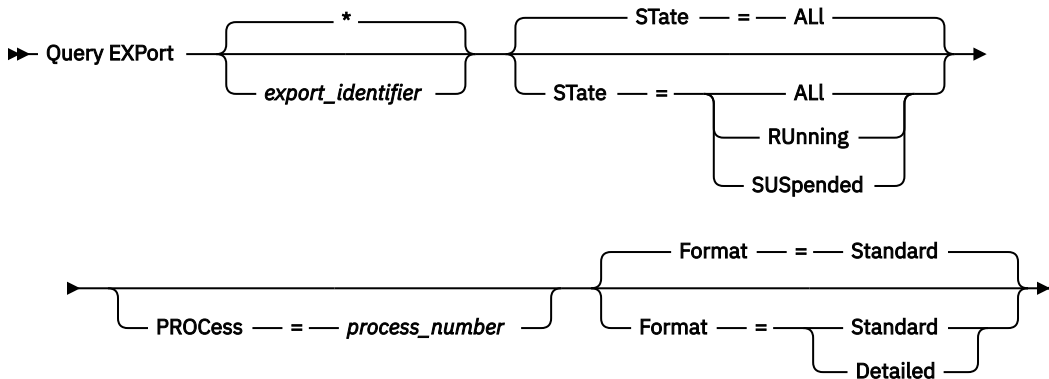 *
STate = ALl
Query EXPort
export_identifier
STate = ALl
RUnning
SUSpended
Format = Standard
PROCess = process_number
Format = Standard
Detailed